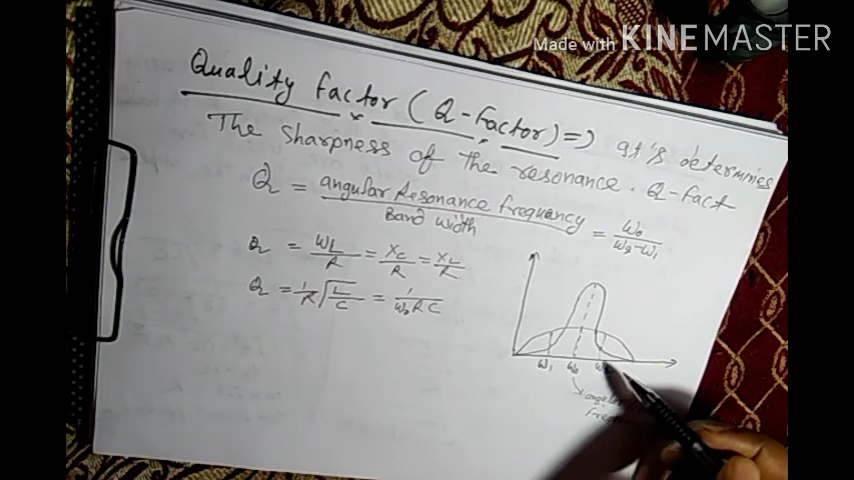 Made with KINEMASTER
Quality factor (Q-factor) => It's determines
The sharpness of the resonance. Q-fact
Q = angular Resonance frequency / Band width = ω₀ / ω₂-ω₁
Q = ωL/R = Xc/R = XL/R
Q = 1/R √L/C = 1/ω₀RC
ω₁ ω₀